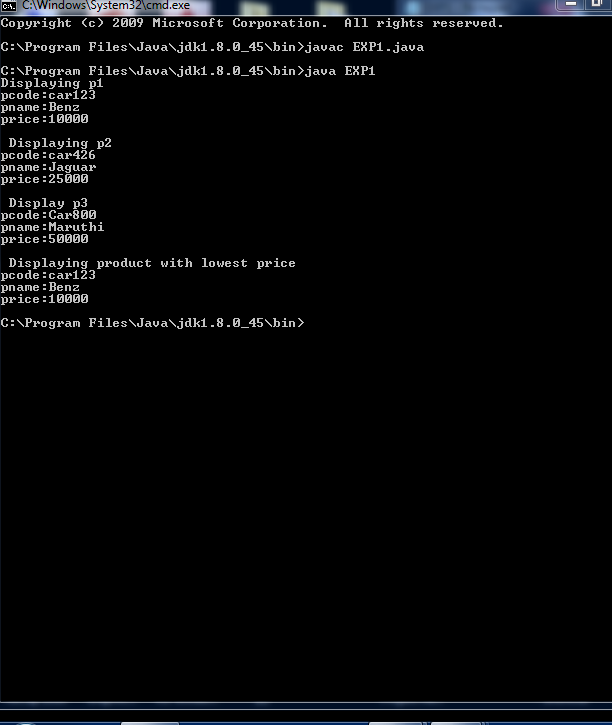 C:\Windows\System32\cmd.exe
Copyright (c) 2009 Microsoft Corporation.  All rights reserved.
C:\Program Files\Java\jdk1.8.0_45\bin>javac EXP1.java
C:\Program Files\Java\jdk1.8.0_45\bin>java EXP1
Displaying p1
pcode:car123
pname:Benz
price:10000
Displaying p2
pcode:car426
pname:Jaguar
price:25000
Display p3
pcode:Car800
pname:Maruthi
price:50000
Displaying product with lowest price
pcode:car123
pname:Benz
price:10000
C:\Program Files\Java\jdk1.8.0_45\bin>